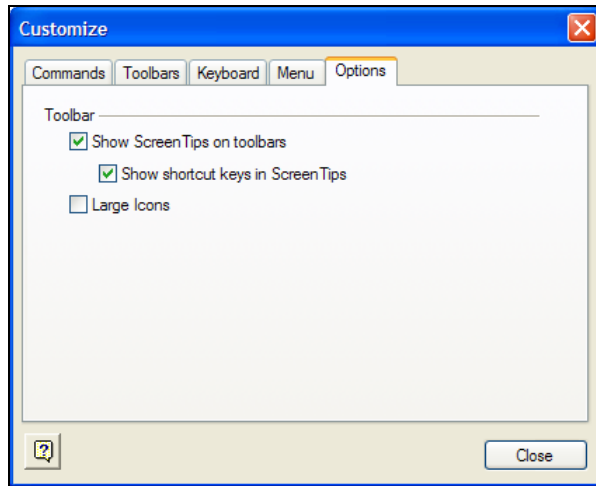 Customize
Commands Toolbars Keyboard Menu Options
Toolbar
Show ScreenTips on toolbars
Show shortcut keys in ScreenTips
Large Icons
?
Close